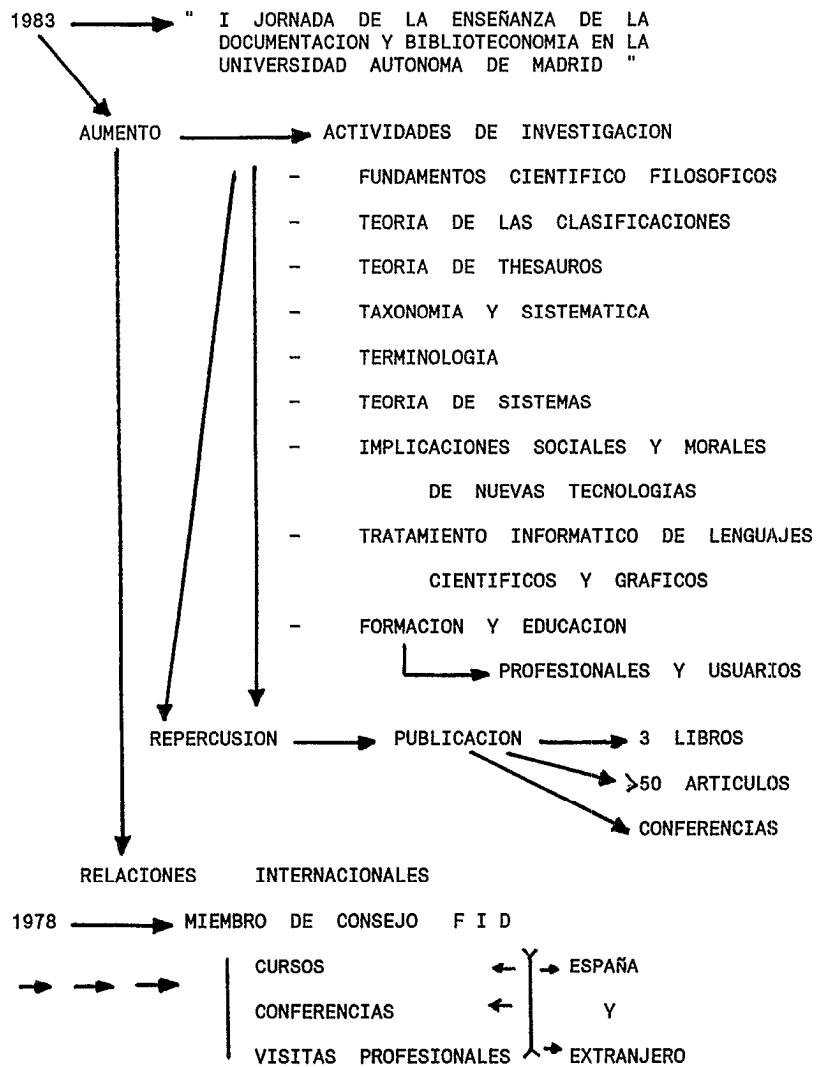 1983 " I JORNADA DE LA ENSEÑANZA DE LA
DOCUMENTACION Y BIBLIOTECONOMIA EN LA
UNIVERSIDAD AUTONOMA DE MADRID "
AUMENTO ACTIVIDADES DE INVESTIGACION
- FUNDAMENTOS CIENTIFICO FILOSOFICOS
- TEORIA DE LAS CLASIFICACIONES
- TEORIA DE THESAUROS
- TAXONOMIA Y SISTEMATICA
- TERMINOLOGIA
- TEORIA DE SISTEMAS
- IMPLICACIONES SOCIALES Y MORALES
DE NUEVAS TECNOLOGIAS
- TRATAMIENTO INFORMATICO DE LENGUAJES
CIENTIFICOS Y GRAFICOS
- FORMACION Y EDUCACION
PROFESIONALES Y USUARIOS
REPERCUSION PUBLICACION 3 LIBROS
>50 ARTICULOS
CONFERENCIAS
RELACIONES INTERNACIONALES
1978 MIEMBRO DE CONSEJO F I D
CURSOS ESPAÑA
CONFERENCIAS Y
VISITAS PROFESIONALES EXTRANJERO